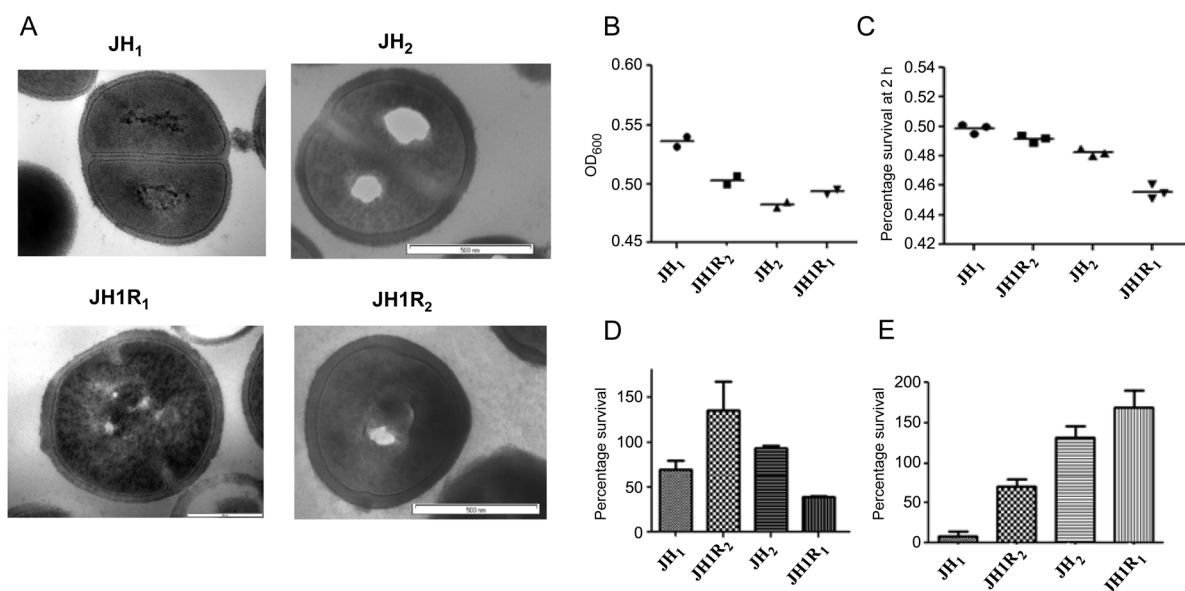 A
JH1
JH2
500 nm
JH1R1
JH1R2
500 nm
B
OD600
0.60
0.55
0.50
0.45
JH1
JH1R2
JH2
JH1R1
C
Percentage survival at 2 h
0.54
0.52
0.50
0.48
0.46
0.44
0.42
JH1
JH1R2
JH2
JH1R1
D
Percentage survival
150
100
50
0
JH1
JH1R2
JH2
JH1R1
E
Percentage survival
200
150
100
50
0
JH1
JH1R2
JH2
JH1R1